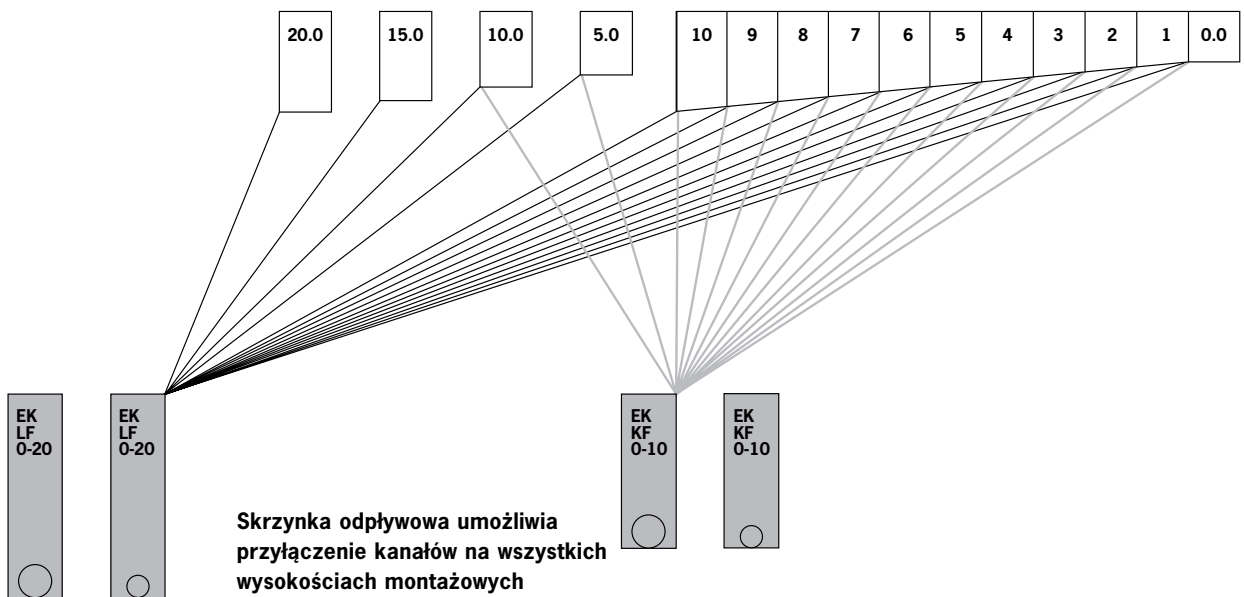 20.0 15.0 10.0 5.0 10 9 8 7 6 5 4 3 2 1 0.0
EK
LF
0-20
EK
LF
0-20
EK
KF
0-10
EK
KF
0-10
Skrzynka odpływowa umożliwia
przyłączenie kanałów na wszystkich
wysokościach montażowych